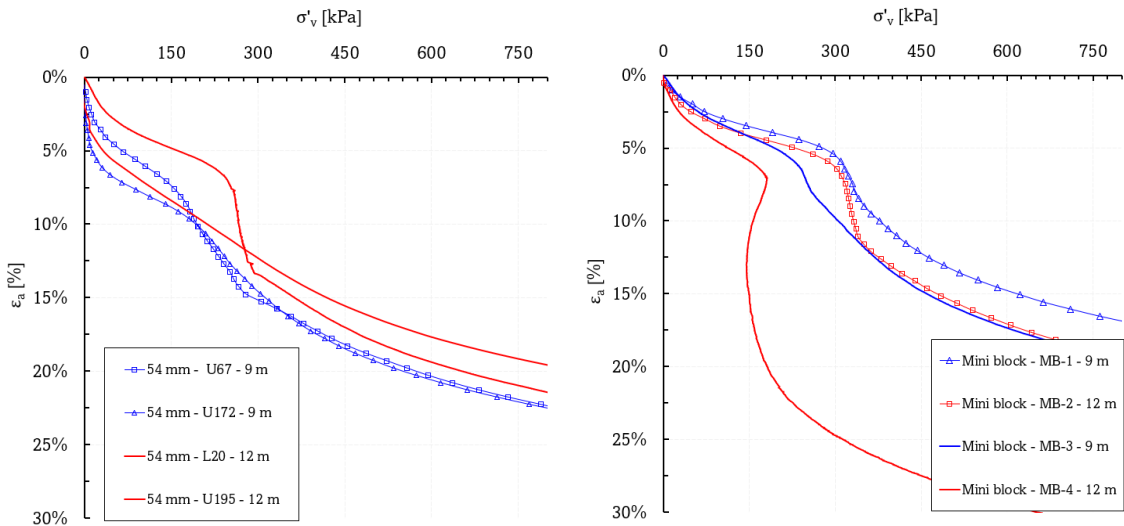 σ'v [kPa]
0 150 300 450 600 750
0%
5%
10%
15%
20%
25%
30%
εa [%]
54 mm - U67 - 9 m
54 mm - U172 - 9 m
54 mm - L20 - 12 m
54 mm - U195 - 12 m
σ'v [kPa]
0 150 300 450 600 750
0%
5%
10%
15%
20%
25%
30%
εa [%]
Mini block - MB-1 - 9 m
Mini block - MB-2 - 12 m
Mini block - MB-3 - 9 m
Mini block - MB-4 - 12 m